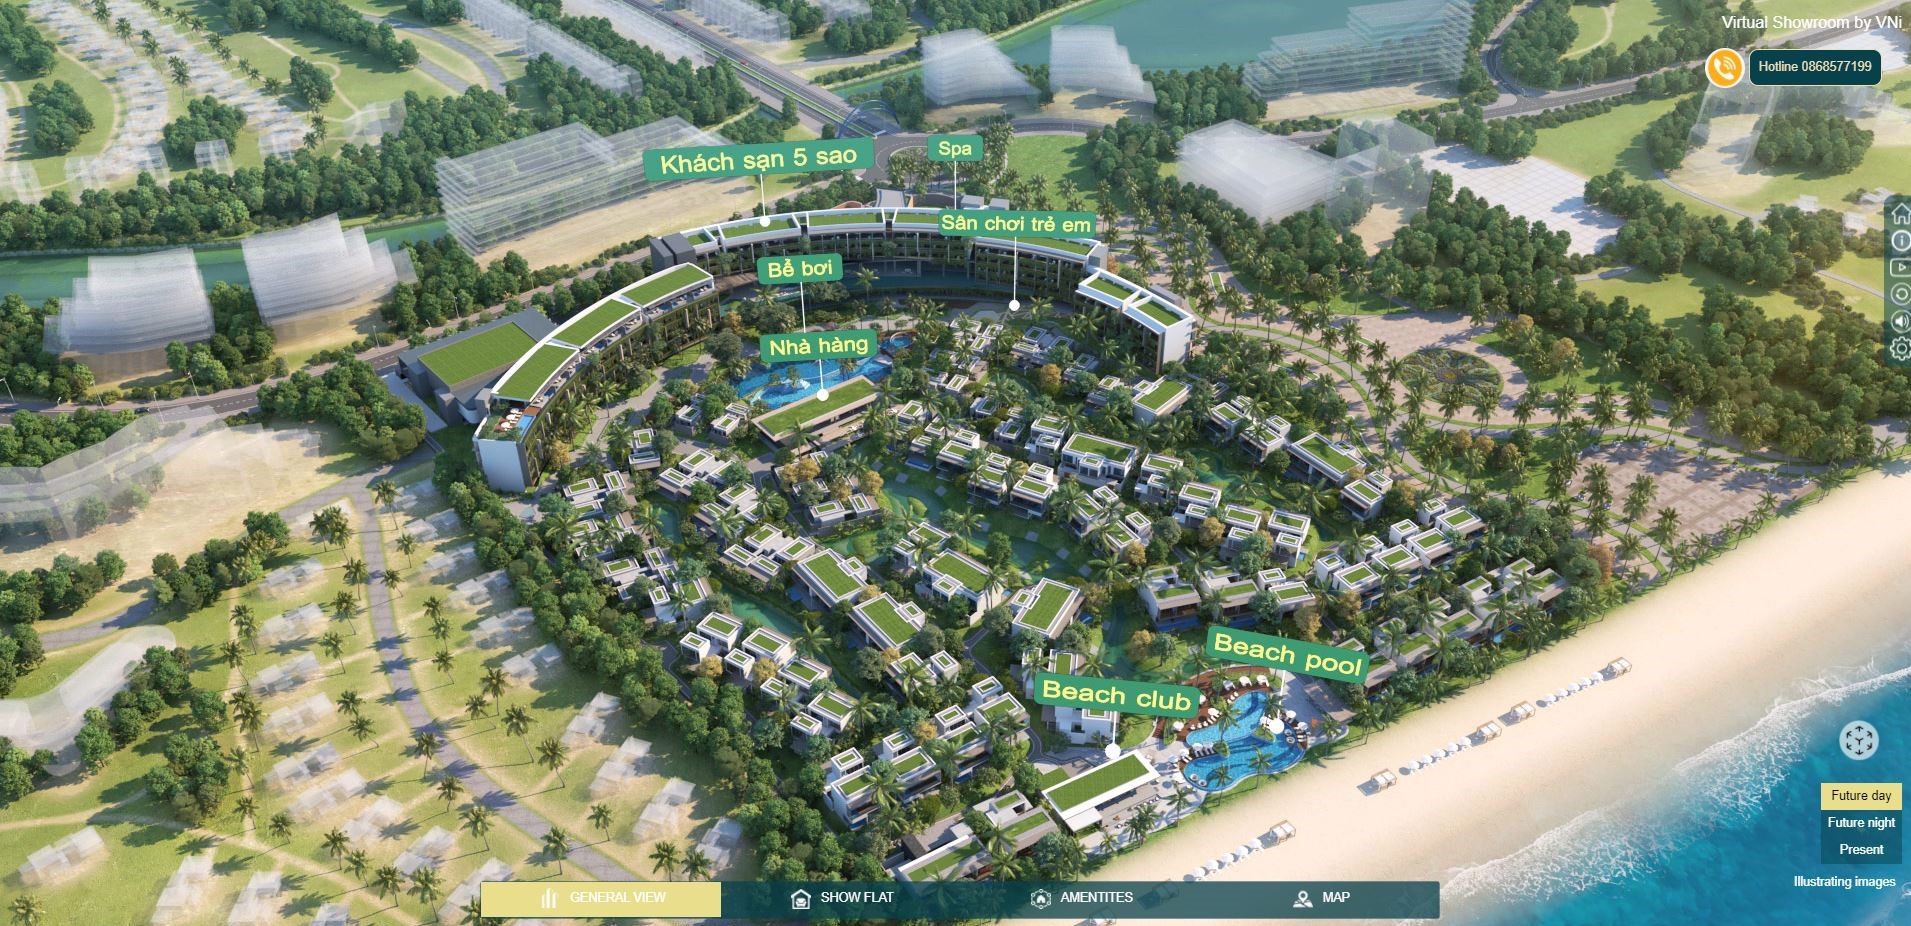 Virtual Showroom by VNi
Hotline 0868577199
Khách sạn 5 sao
Spa
Sân chơi trẻ em
Bể bơi
Nhà hàng
Beach pool
Beach club
Future day
Future night
Present
Illustrating images
GENERAL VIEW
SHOW FLAT
AMENTITES
MAP